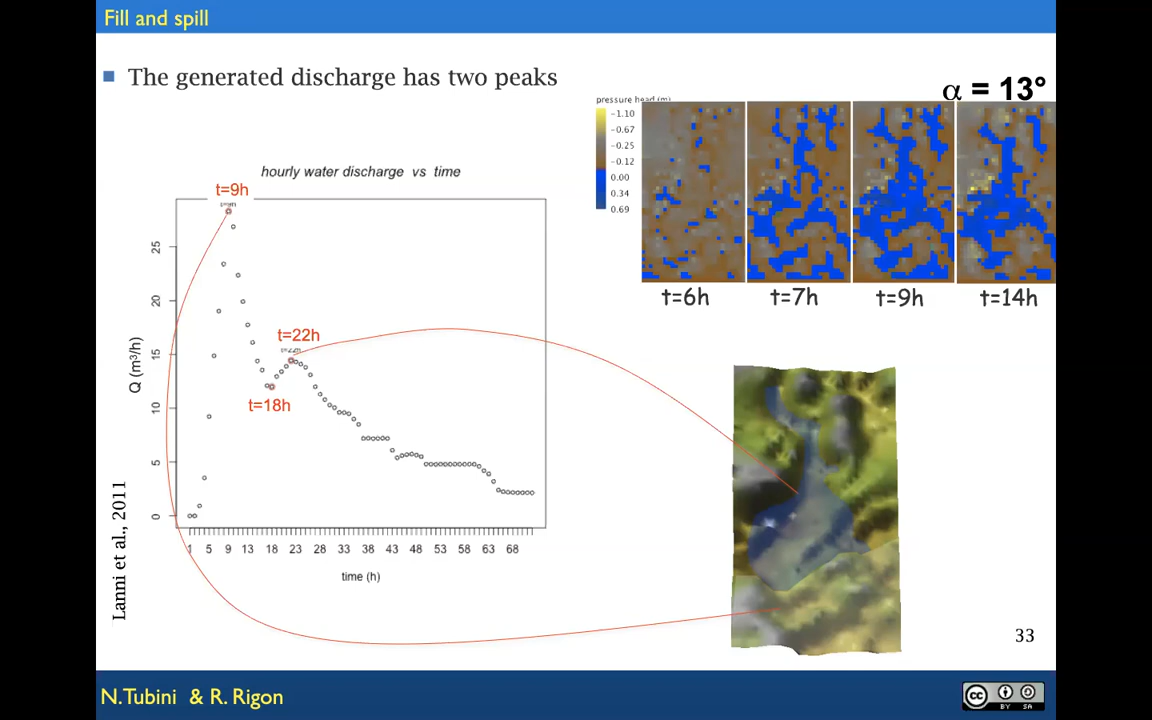 Fill and spill
The generated discharge has two peaks
α = 13°
pressure head (m)
-1.10
-0.67
-0.25
-0.12
0.00
0.34
0.69
t=6h
t=7h
t=9h
t=14h
hourly water discharge vs time
t=9h
t=22h
t=18h
Q (m³/h)
0
5
10
15
20
25
1 5 9 13 18 23 28 33 38 43 48 53 58 63 68
time (h)
Lanni et al., 2011
33
N.Tubini & R. Rigon
cc
BY SA